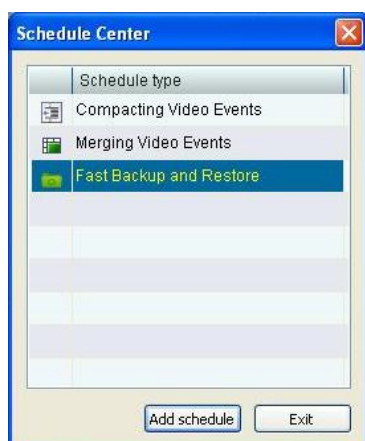 Schedule Center
Schedule type
Compacting Video Events
Merging Video Events
Fast Backup and Restore
Add schedule Exit